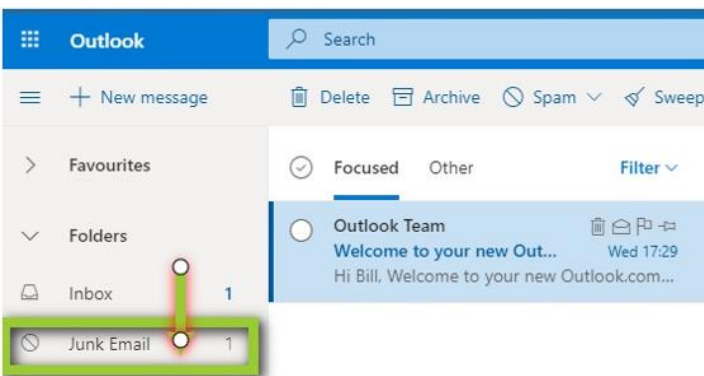 Outlook
Search
New message
Delete Archive Spam Sweep
Favourites
Focused Other Filter
Folders
Outlook Team
Welcome to your new Out... Wed 17:29
Hi Bill, Welcome to your new Outlook.com...
Inbox 1
Junk Email 1